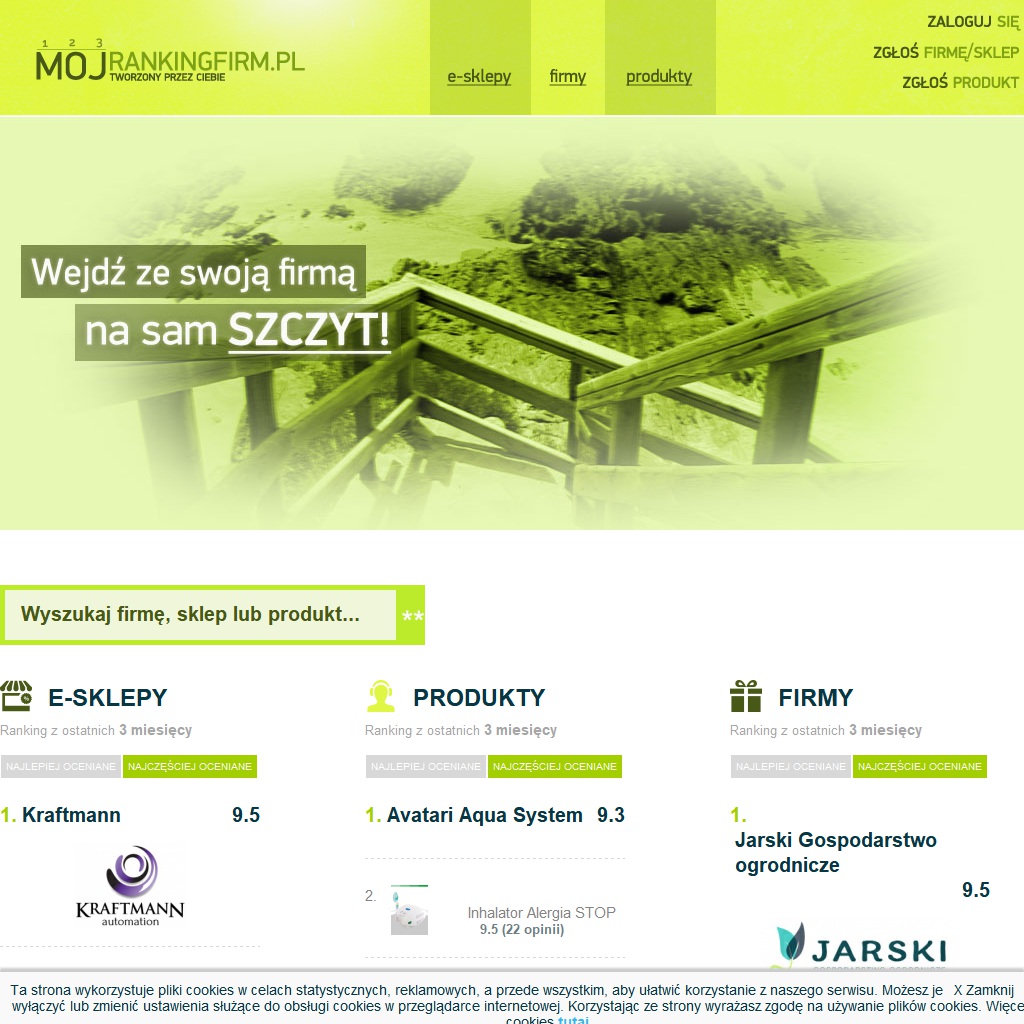 1 2 3
MOJRANKINGFIRM.PL
TWORZONY PRZEZ CIEBIE
e-sklepy firmy produkty
ZALOGUJ SIĘ
ZGŁOŚ FIRMĘ/SKLEP
ZGŁOŚ PRODUKT
Wejdź ze swoją firmą
na sam SZCZYT!
Wyszukaj firmę, sklep lub produkt... **
E-SKLEPY
Ranking z ostatnich 3 miesięcy
NAJLEPIEJ OCENIANE NAJCZĘŚCIEJ OCENIANE
1. Kraftmann 9.5
KRAFTMANN
automation
PRODUKTY
Ranking z ostatnich 3 miesięcy
NAJLEPIEJ OCENIANE NAJCZĘŚCIEJ OCENIANE
1. Avatari Aqua System 9.3
2. Inhalator Alergia STOP
9.5 (22 opinii)
FIRMY
Ranking z ostatnich 3 miesięcy
NAJLEPIEJ OCENIANE NAJCZĘŚCIEJ OCENIANE
1.
Jarski Gospodarstwo
ogrodnicze
9.5
JARSKI
Ta strona wykorzystuje pliki cookies w celach statystycznych, reklamowych, a przede wszystkim, aby ułatwić korzystanie z naszego serwisu. Możesz je X Zamknij
wyłączyć lub zmienić ustawienia służące do obsługi cookies w przeglądarce internetowej. Korzystając ze strony wyrażasz zgodę na używanie plików cookies. Więce
cookies tutaj